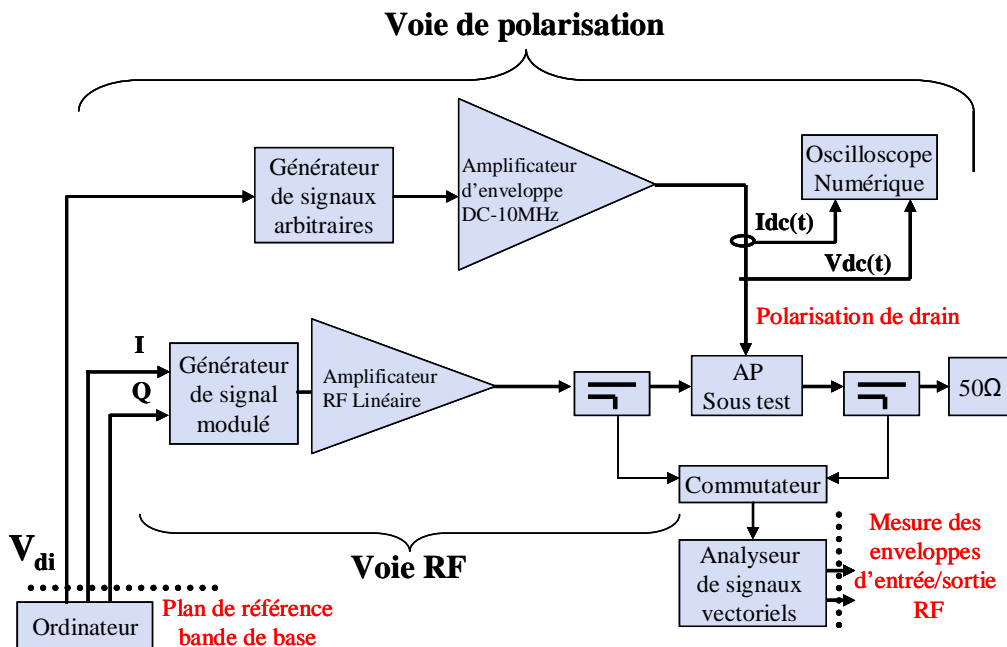 Voie de polarisation
Générateur
de signaux
arbitraires
Amplificateur
d'enveloppe
DC-10MHz
Oscilloscope
Numérique
Idc(t)
Vdc(t)
Polarisation de drain
I
Q
Générateur
de signal
modulé
Amplificateur
RF Linéaire
AP
Sous test
50Ω
Commutateur
Voie RF
Analyseur
de signaux
vectoriels
Mesure des
enveloppes
d'entrée/sortie
RF
Vdi
Plan de référence
bande de base
Ordinateur